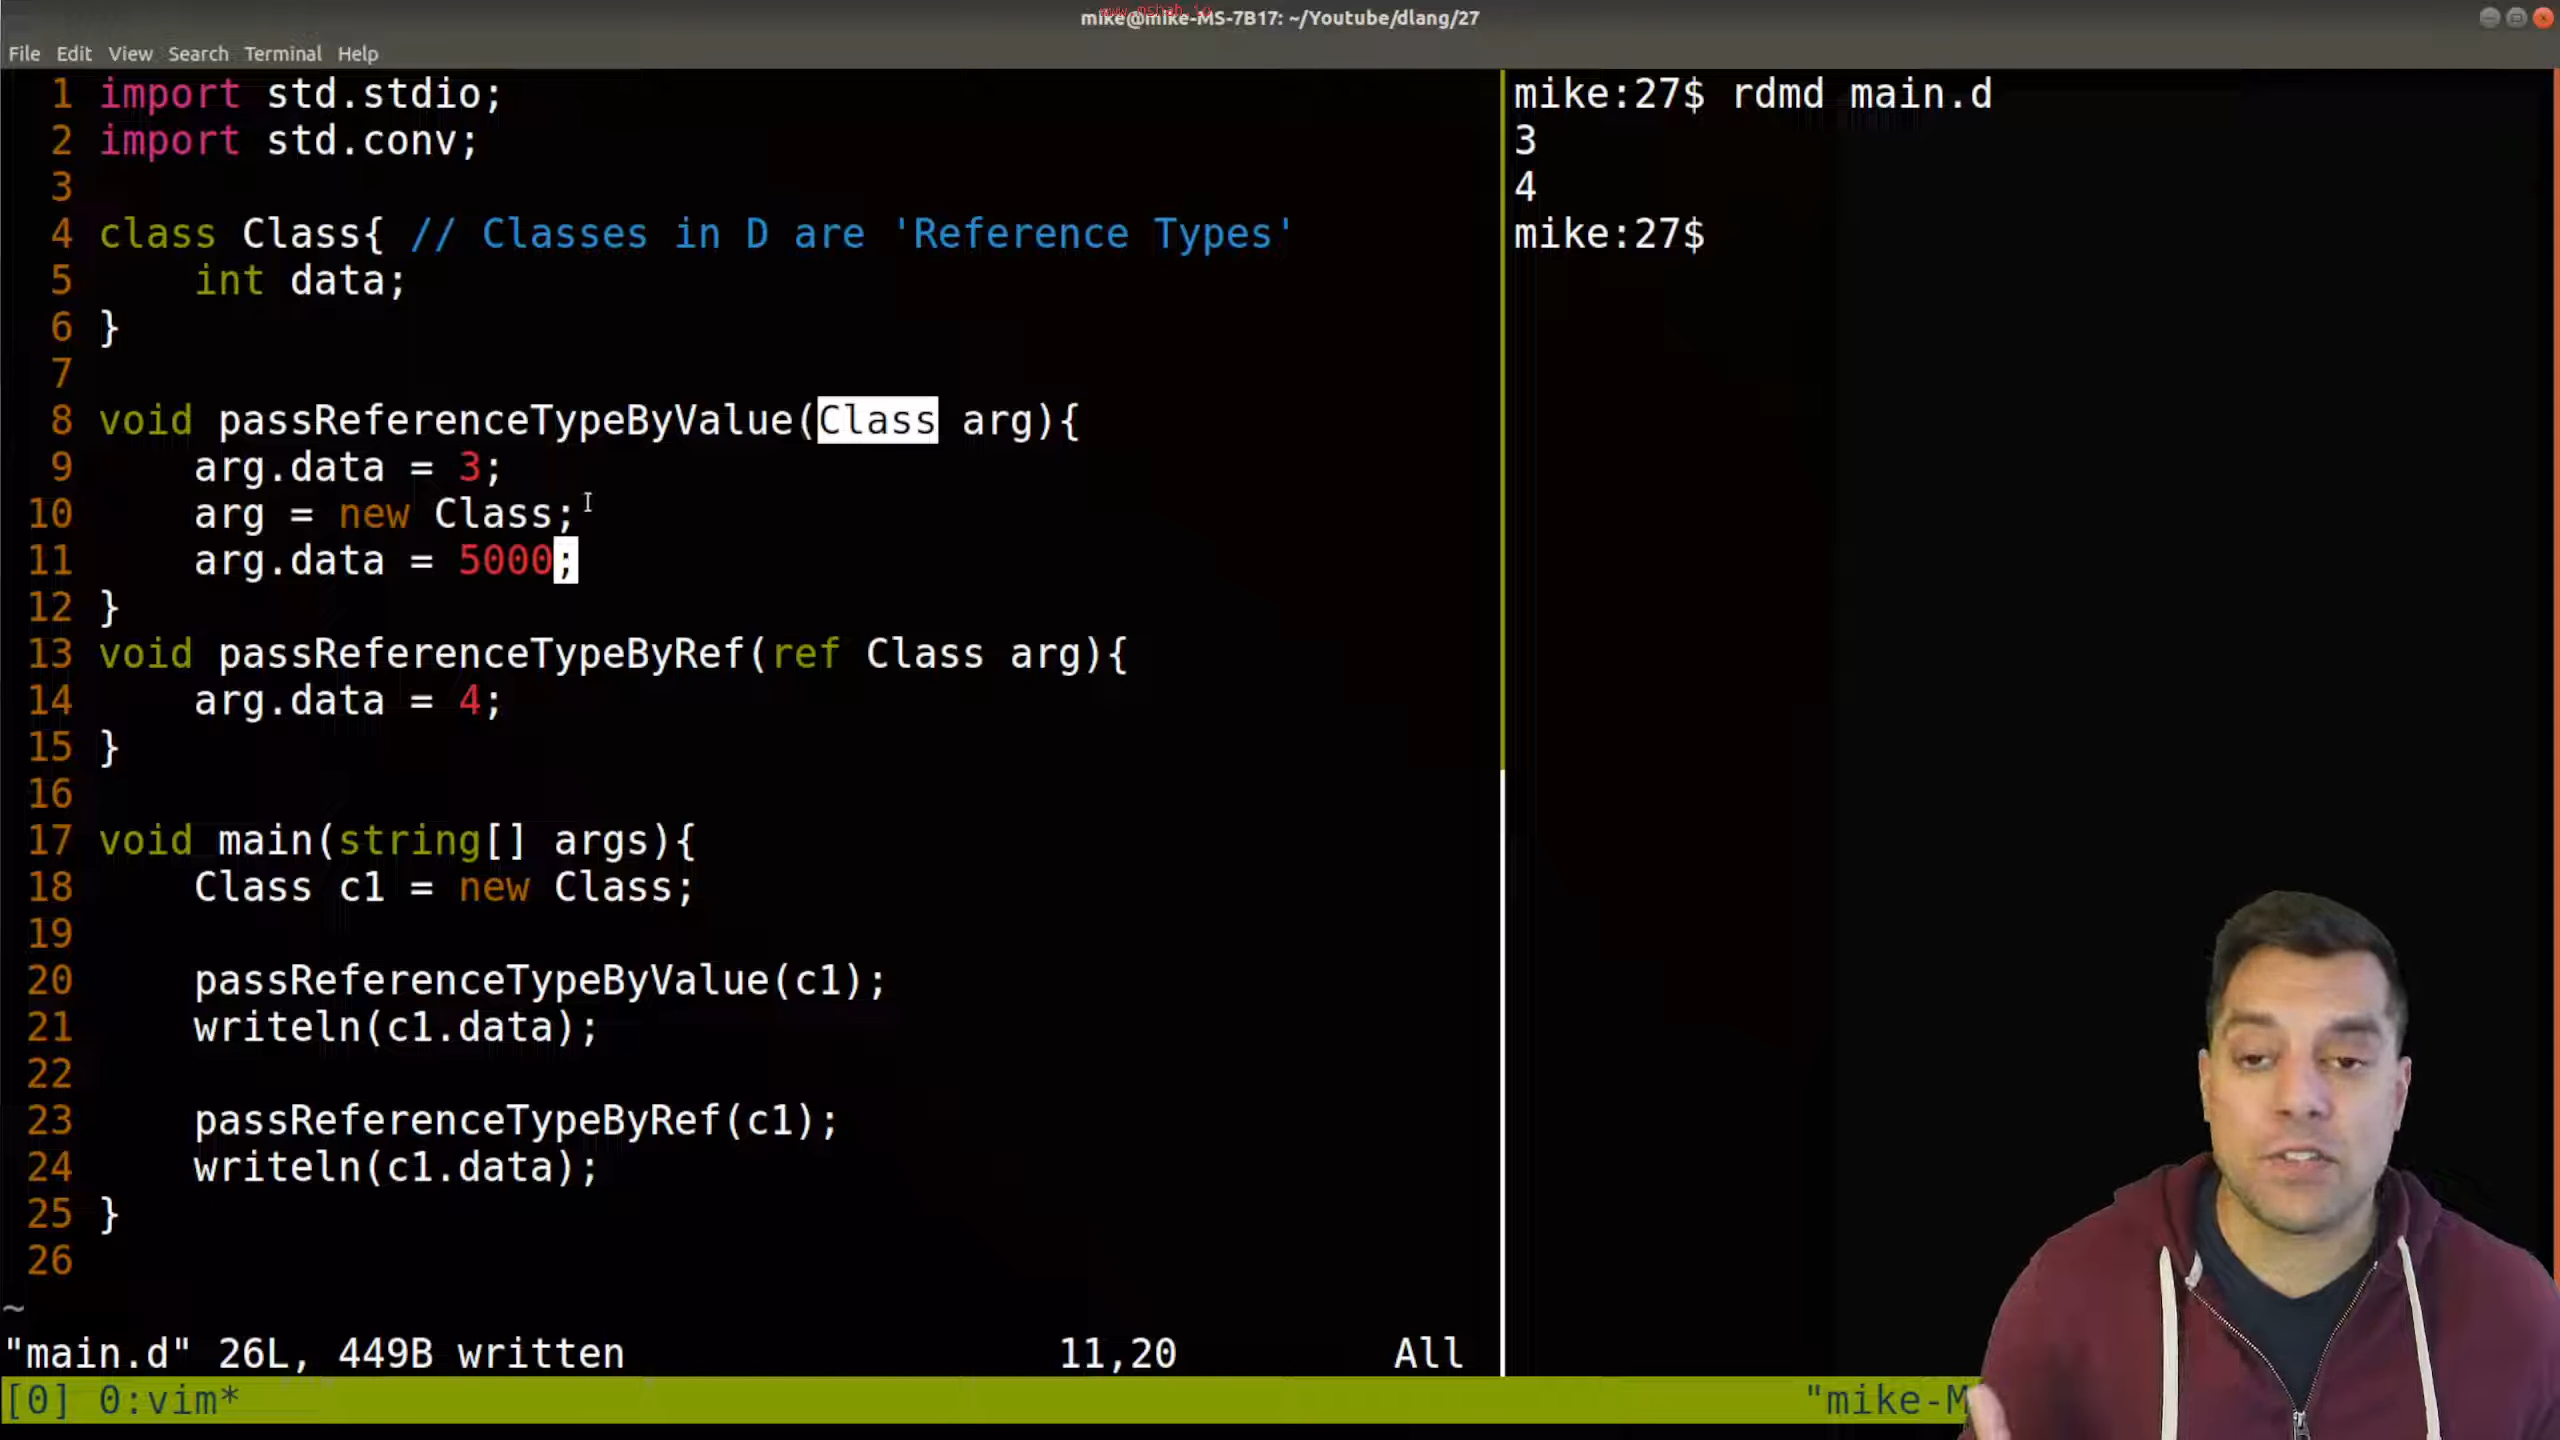 www.mshah.io
mike@mike-MS-7B17: ~/Youtube/dlang/27
File Edit View Search Terminal Help
1 import std.stdio;
2 import std.conv;
3
4 class Class{ // Classes in D are 'Reference Types'
5     int data;
6 }
7
8 void passReferenceTypeByValue(Class arg){
9     arg.data = 3;
10     arg = new Class;
11     arg.data = 5000;
12 }
13 void passReferenceTypeByRef(ref Class arg){
14     arg.data = 4;
15 }
16
17 void main(string[] args){
18     Class c1 = new Class;
19
20     passReferenceTypeByValue(c1);
21     writeln(c1.data);
22
23     passReferenceTypeByRef(c1);
24     writeln(c1.data);
25 }
26
~
"main.d" 26L, 449B written 11,20 All
mike:27$ rdmd main.d
3
4
mike:27$
[0] 0:vim* "mike-M